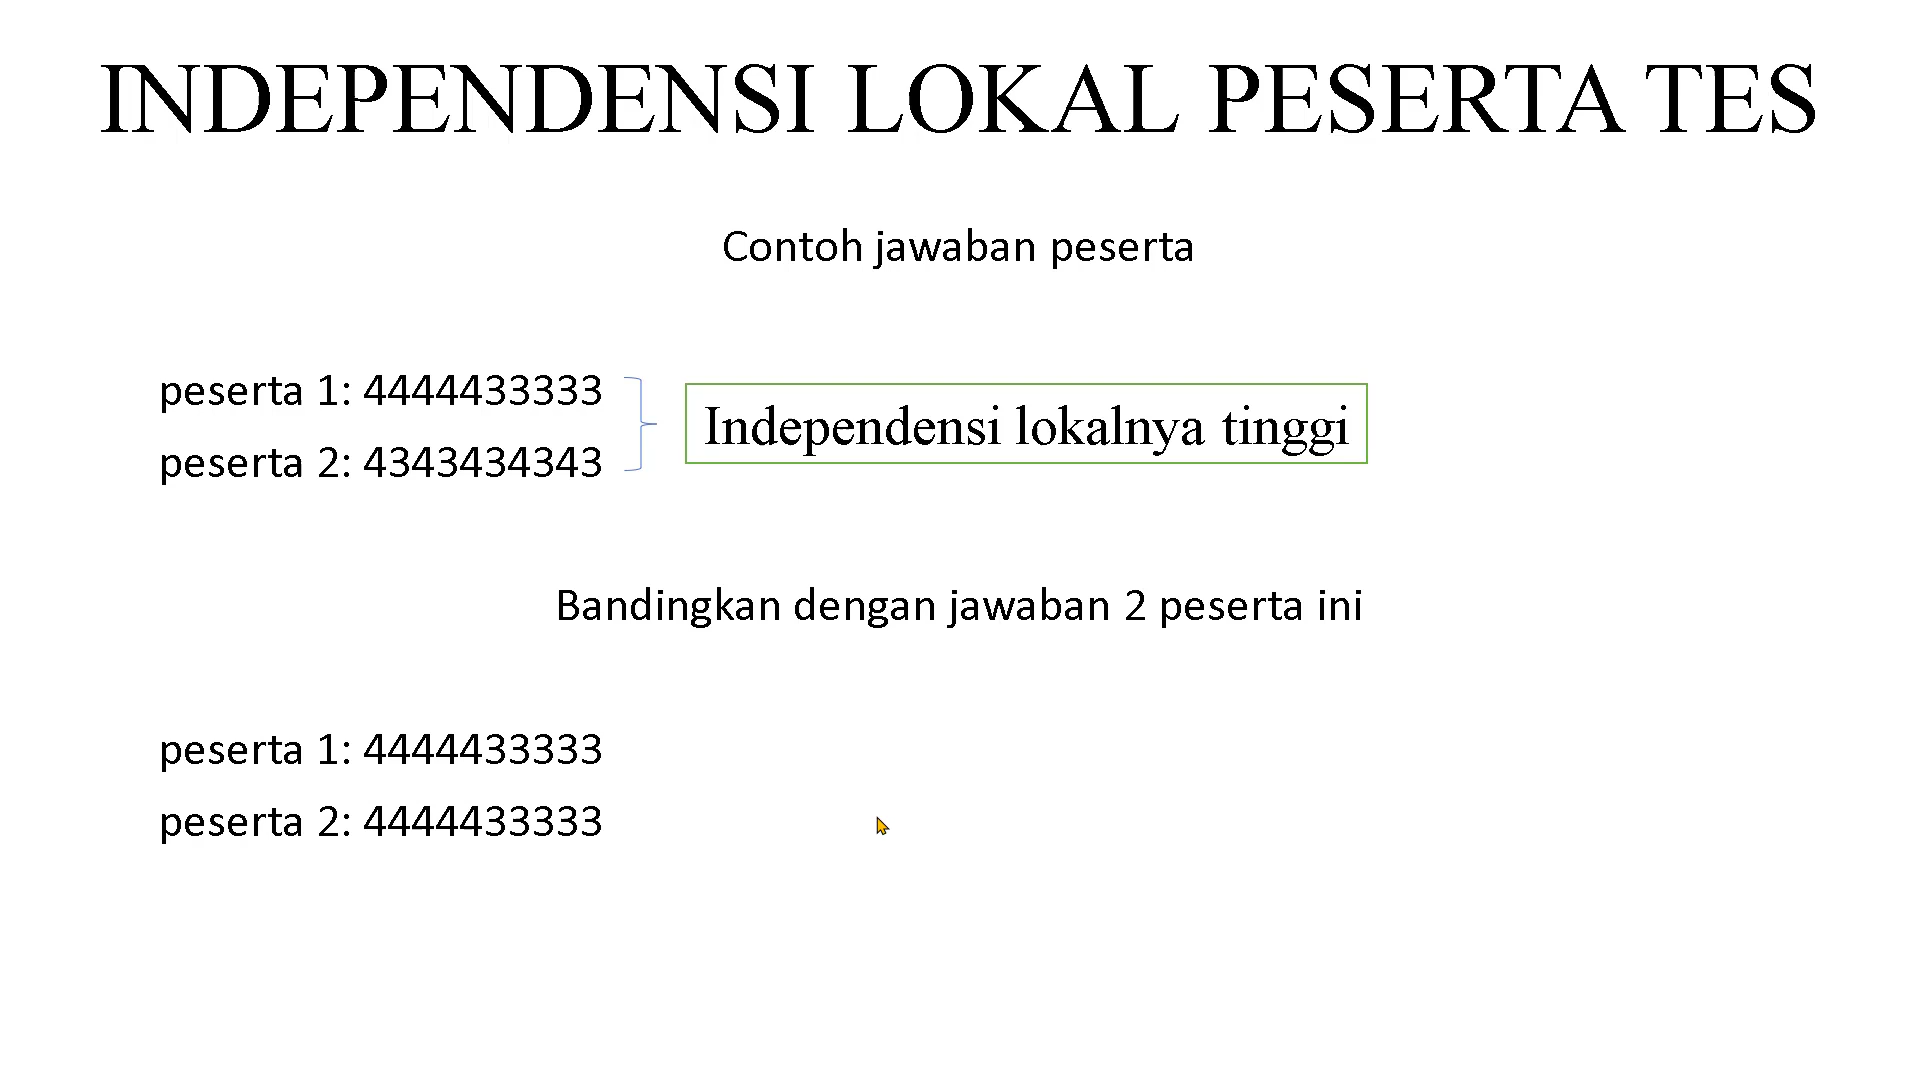 INDEPENDENSI LOKAL PESERTA TES
Contoh jawaban peserta
peserta 1: 4444433333
peserta 2: 4343434343
Independensi lokalnya tinggi
Bandingkan dengan jawaban 2 peserta ini
peserta 1: 4444433333
peserta 2: 4444433333